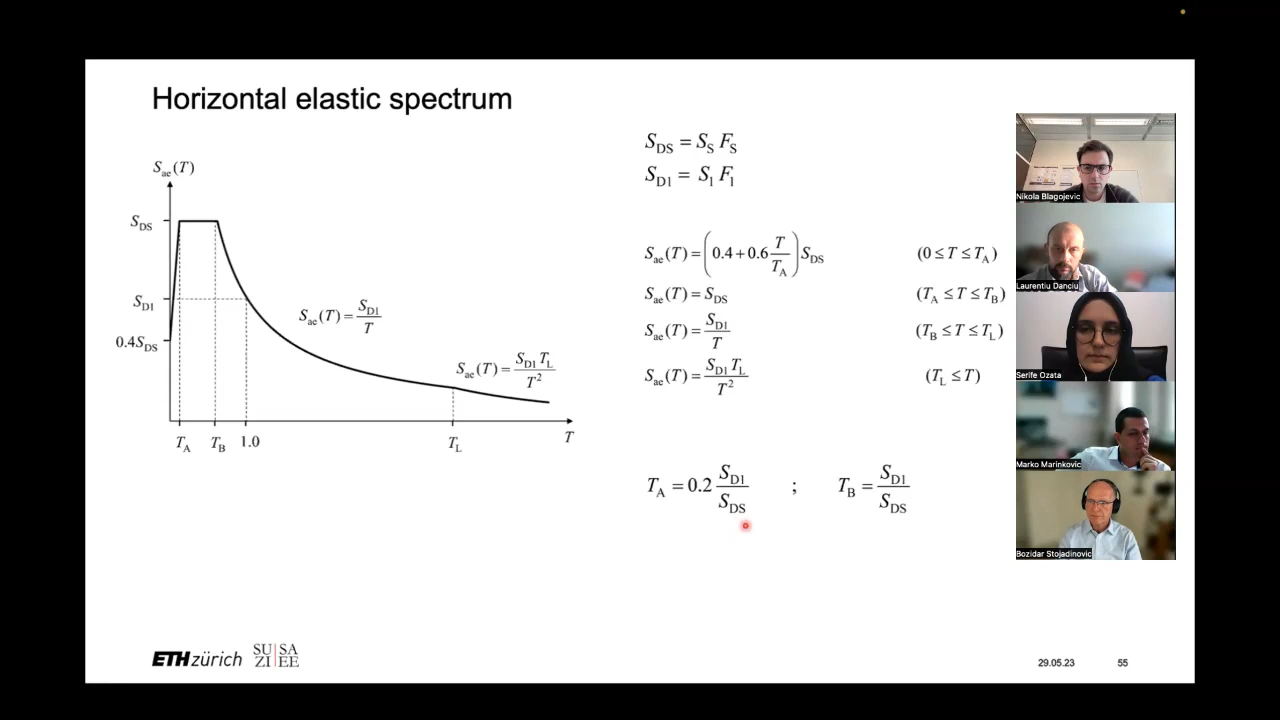 Horizontal elastic spectrum
S_ae(T)
S_DS
S_D1
0.4S_DS
S_ae(T) = S_D1 / T
S_ae(T) = S_D1 T_L / T²
T_A T_B 1.0 T_L T
S_DS = S_S F_S
S_D1 = S_1 F_1
S_ae(T) = (0.4 + 0.6 T / T_A) S_DS (0 ≤ T ≤ T_A)
S_ae(T) = S_DS (T_A ≤ T ≤ T_B)
S_ae(T) = S_D1 / T (T_B ≤ T ≤ T_L)
S_ae(T) = S_D1 T_L / T² (T_L ≤ T)
T_A = 0.2 S_D1 / S_DS ; T_B = S_D1 / S_DS
Nikola Blagojevic
Laurentiu Danciu
Serife Ozata
Marko Marinkovic
Bozidar Stojadinovic
ETH zürich
SU|SA
ZI|EE
29.05.23 55